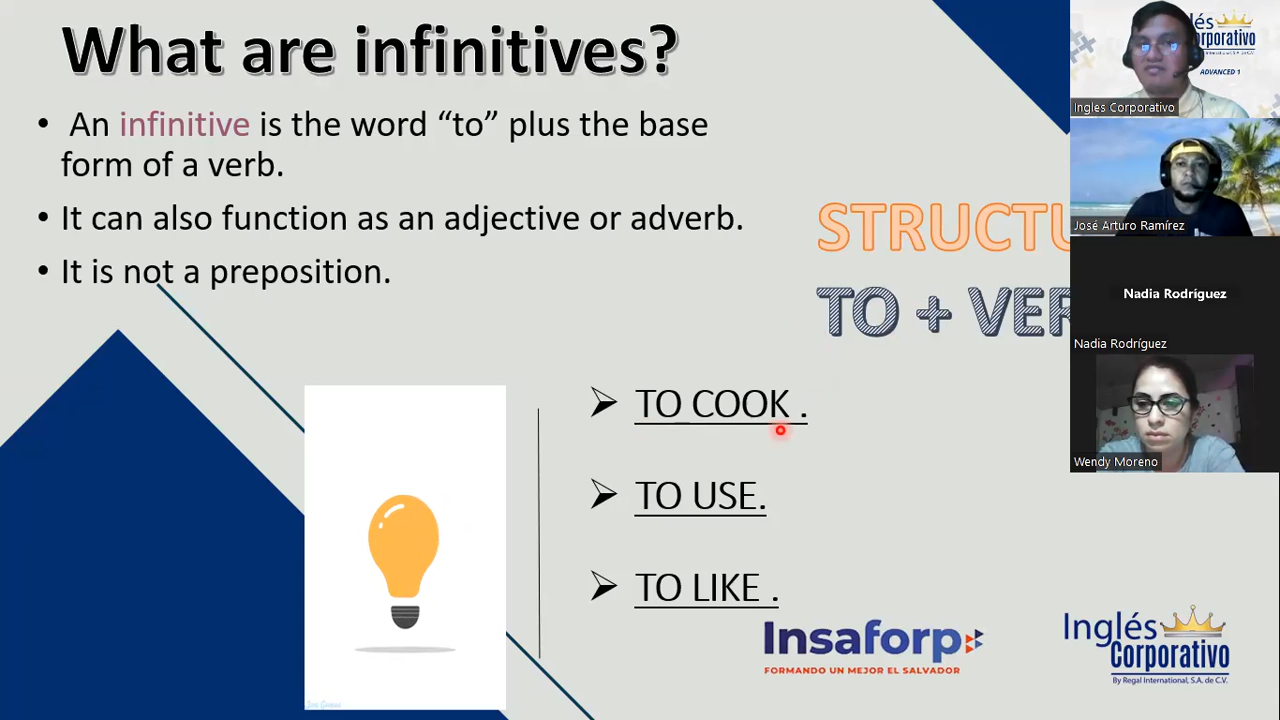 What are infinitives?
• An infinitive is the word “to” plus the base
form of a verb.
• It can also function as an adjective or adverb.
• It is not a preposition.
STRUCTU
TO + VER
➢ TO COOK .
➢ TO USE.
➢ TO LIKE .
Insaforp
FORMANDO UN MEJOR EL SALVADOR
Inglés
Corporativo
By Regal International, S.A. de C.V.
glés
orporativo
ADVANCED 1
Ingles Corporativo
José Arturo Ramírez
Nadia Rodríguez
Nadia Rodríguez
Wendy Moreno